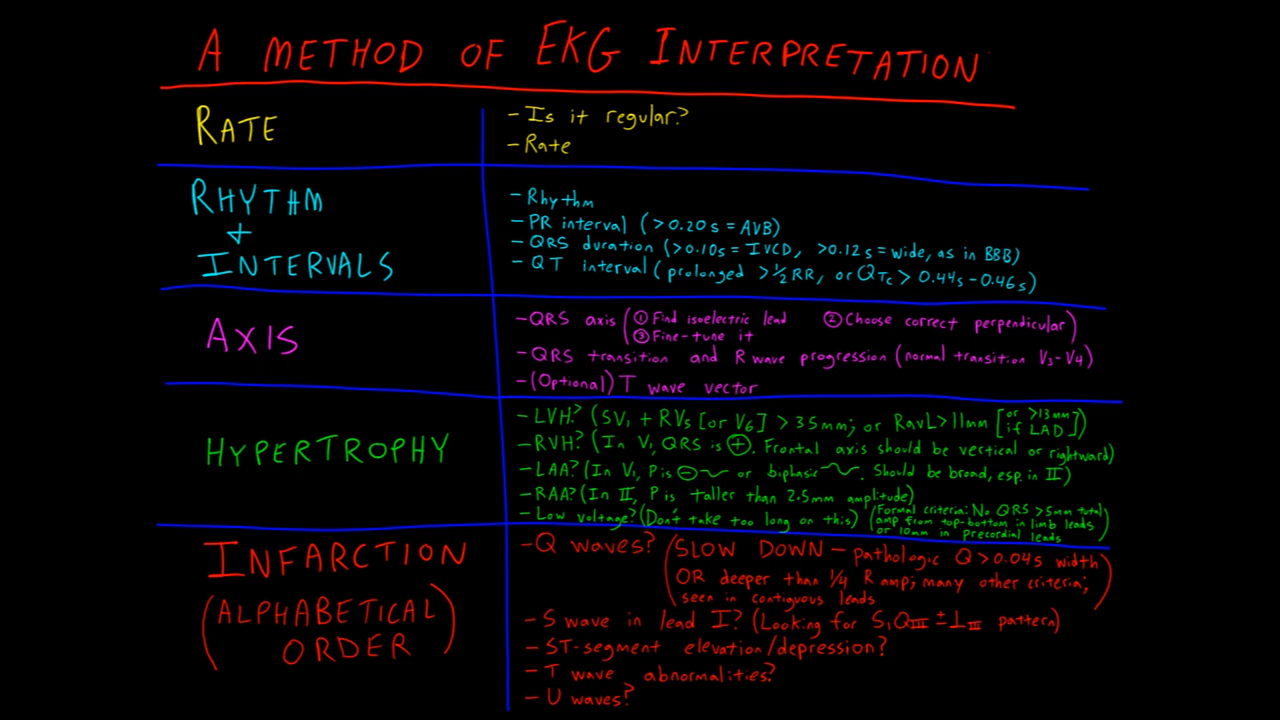 A METHOD OF EKG INTERPRETATION
RATE
- Is it regular?
- Rate
RHYTHM
+
INTERVALS
- Rhythm
- PR interval (>0.20s = AVB)
- QRS duration (>0.10s = IVCD, >0.12s = wide, as in BBB)
- QT interval (prolonged >½RR, or QTc > 0.44s-0.46s)
AXIS
- QRS axis (① Find isoelectric lead ② Choose correct perpendicular)
③ Fine-tune it
- QRS transition and R wave progression (normal transition V3-V4)
- (Optional) T wave vector
HYPERTROPHY
- LVH? (SV1 + RV5 [or V6] > 35mm; or RavL>11mm [or >13mm if LAD])
- RVH? (In V1 QRS is ⊕. Frontal axis should be vertical or rightward)
- LAA? (In V1, P is ⊖ or biphasic. Should be broad, esp. in II)
- RAA? (In II, P is taller than 2.5mm amplitude)
- Low voltage? (Don't take too long on this) (Formal criteria: No QRS >5mm total
amp from top-bottom in limb leads
or 10mm in precordial leads)
INFARCTION
(ALPHABETICAL
ORDER)
- Q waves? (SLOW DOWN - pathologic Q>0.04s width
OR deeper than 1/4 R amp; many other criteria;
seen in contiguous leads)
- S wave in lead I? (Looking for SIQIII ± ⊥III pattern)
- ST-segment elevation/depression?
- T wave abnormalities?
- U waves?